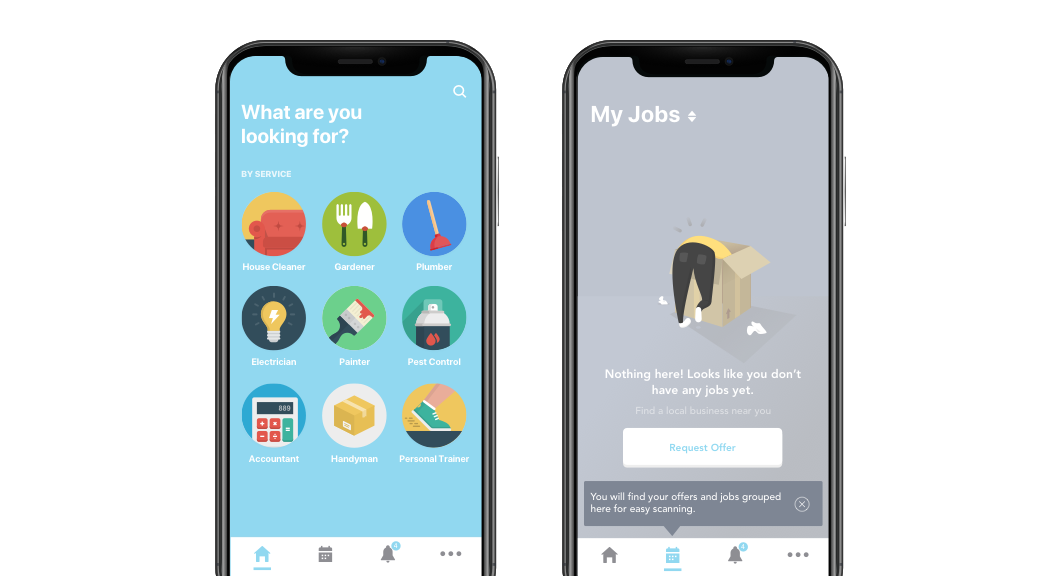 What are you
looking for?
BY SERVICE
House Cleaner
Gardener
Plumber
Electrician
Painter
Pest Control
889
Accountant
Handyman
Personal Trainer
4
My Jobs
Nothing here! Looks like you don't
have any jobs yet.
Find a local business near you
Request Offer
You will find your offers and jobs grouped
here for easy scanning.
4